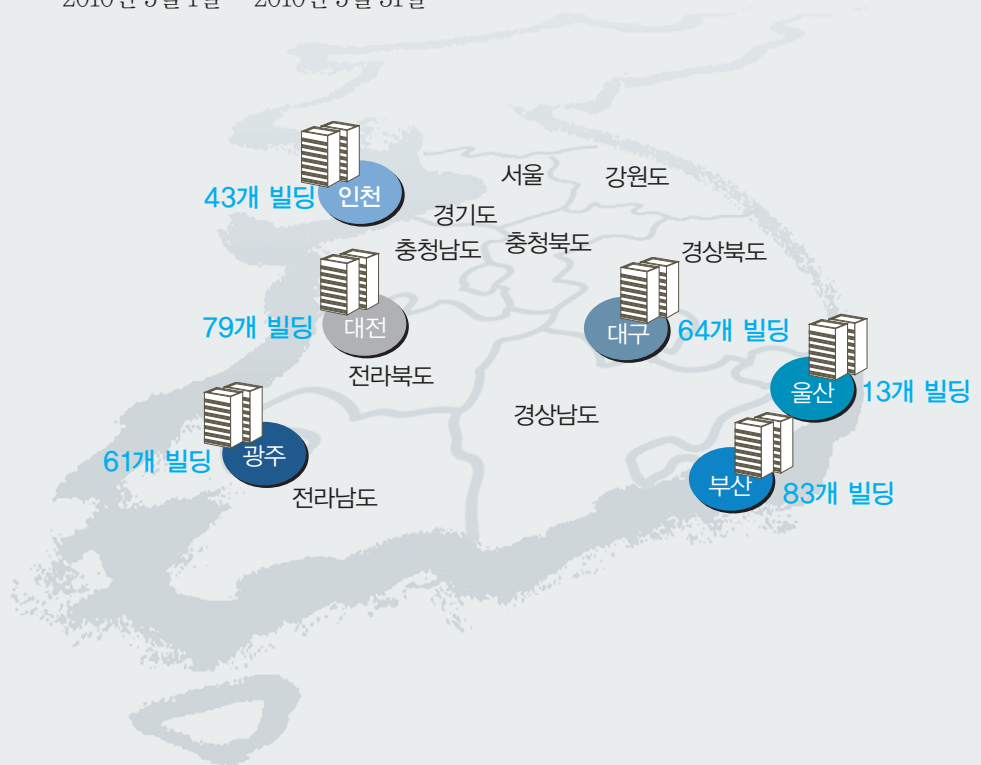 서울
강원도
43개 빌딩
인천
경기도
충청남도
충청북도
경상북도
79개 빌딩
대전
대구
64개 빌딩
전라북도
울산
13개 빌딩
경상남도
61개 빌딩
광주
부산
83개 빌딩
전라남도